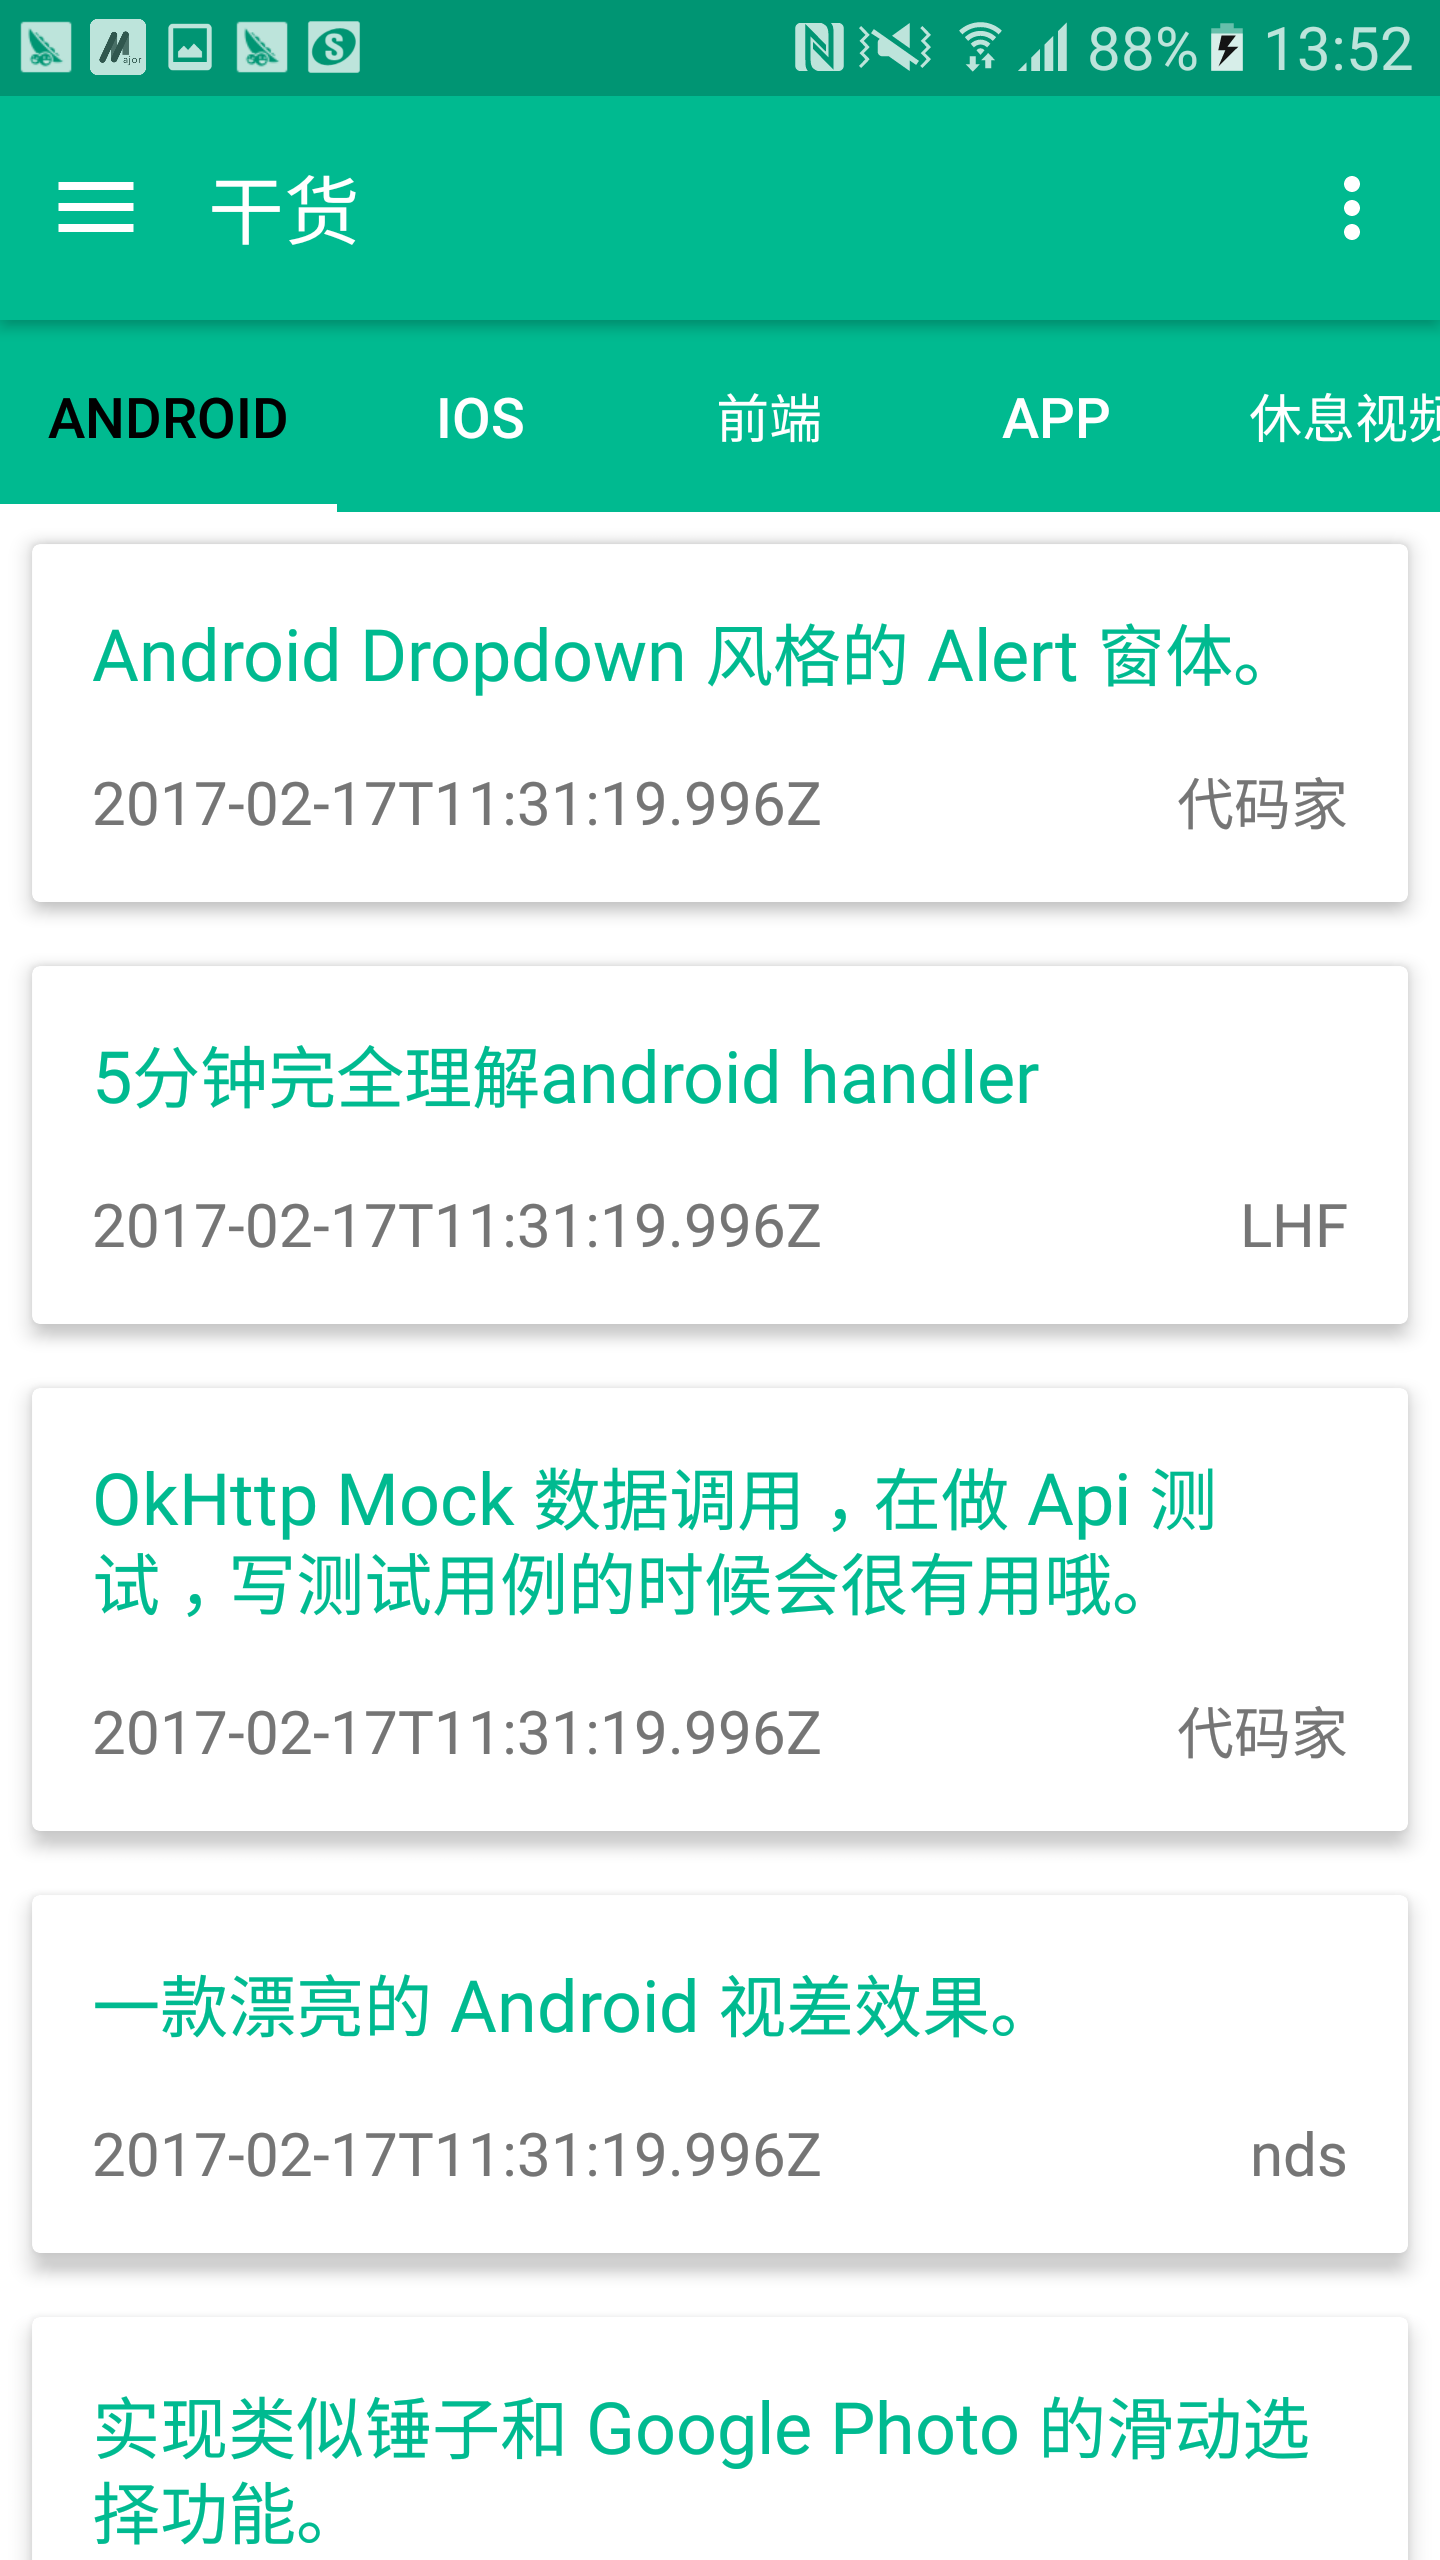 88% 13:52
干货
ANDROID IOS 前端 APP 休息视频
Android Dropdown 风格的 Alert 窗体。
2017-02-17T11:31:19.996Z 代码家
5分钟完全理解android handler
2017-02-17T11:31:19.996Z LHF
OkHttp Mock 数据调用，在做 Api 测
试，写测试用例的时候会很有用哦。
2017-02-17T11:31:19.996Z 代码家
一款漂亮的 Android 视差效果。
2017-02-17T11:31:19.996Z nds
实现类似锤子和 Google Photo 的滑动选
择功能。